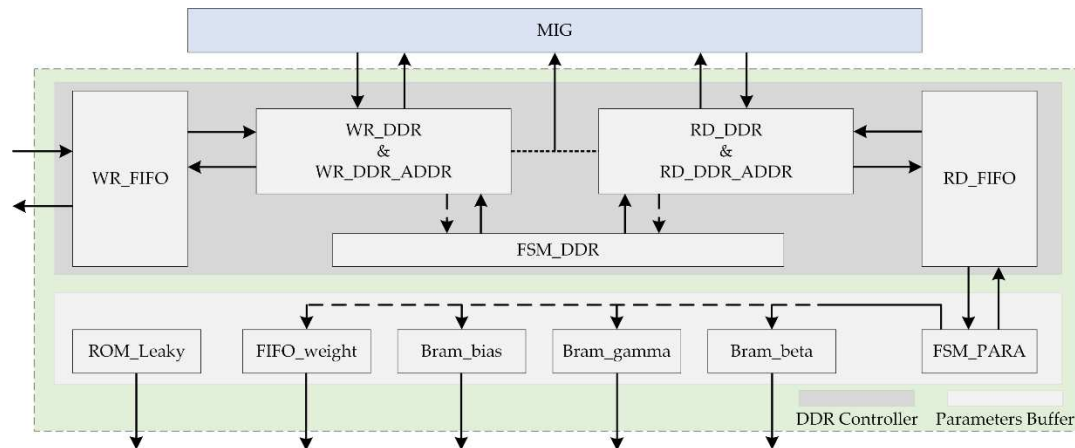 MIG
WR_FIFO
WR_DDR
&
WR_DDR_ADDR
RD_DDR
&
RD_DDR_ADDR
RD_FIFO
FSM_DDR
ROM_Leaky
FIFO_weight
Bram_bias
Bram_gamma
Bram_beta
FSM_PARA
DDR Controller
Parameters Buffer